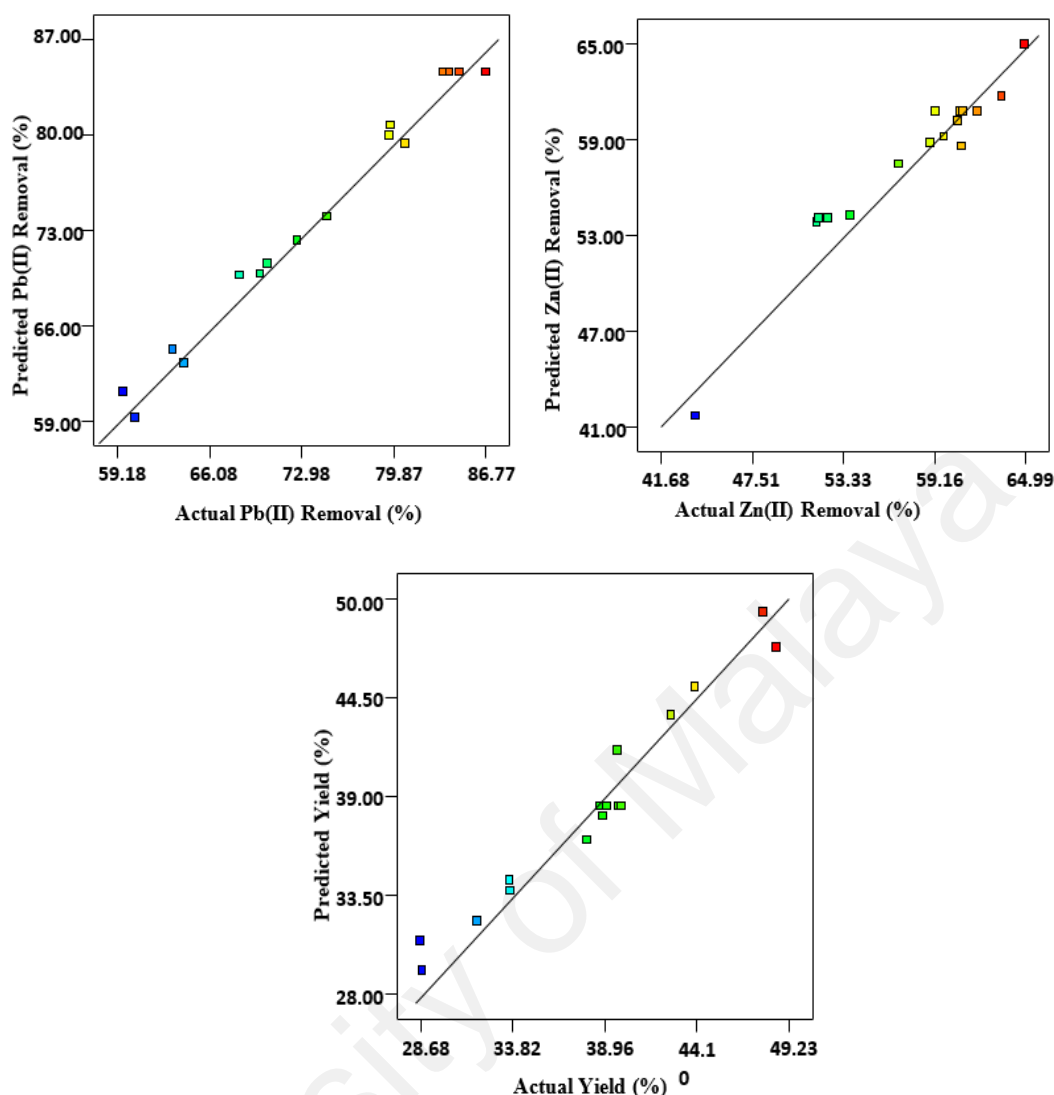 87.00
80.00
73.00
66.00
59.00
Predicted Pb(II) Removal (%)
59.18 66.08 72.98 79.87 86.77
Actual Pb(II) Removal (%)
65.00
59.00
53.00
47.00
41.00
Predicted Zn(II) Removal (%)
41.68 47.51 53.33 59.16 64.99
Actual Zn(II) Removal (%)
50.00
44.50
39.00
33.50
28.00
Predicted Yield (%)
28.68 33.82 38.96 44.1 49.23
0
Actual Yield (%)
sity of Malaya